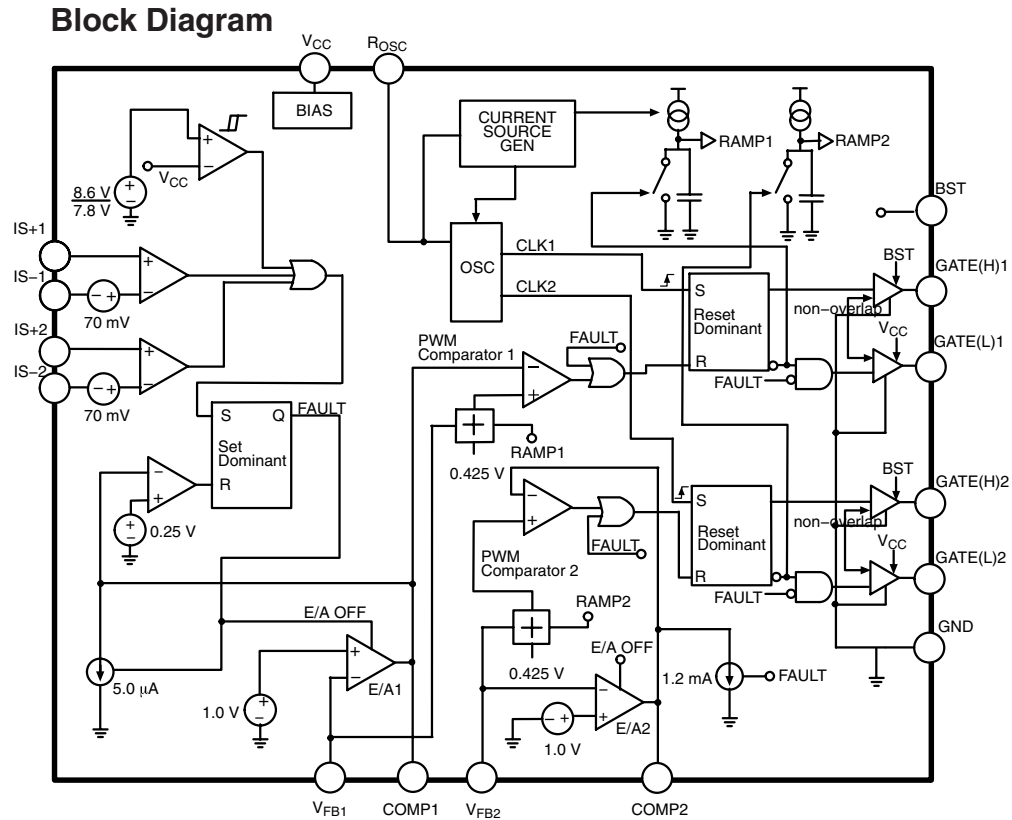 Block Diagram
VCC
ROSC
BIAS
CURRENT
SOURCE
GEN
RAMP1
RAMP2
+
−
VCC
8.6 V
7.8 V
+
−
BST
IS+1
IS−1
− +
70 mV
+
−
IS+2
IS−2
− +
70 mV
+
−
OSC
CLK1
CLK2
BST
GATE(H)1
non−overlap
S
Reset
Dominant
R
VCC
GATE(L)1
FAULT
PWM
Comparator 1
FAULT
−
+
+
RAMP1
0.425 V
S
Q
FAULT
Set
Dominant
R
−
+
+
−
0.25 V
BST
GATE(H)2
non−overlap
S
Reset
Dominant
R
VCC
GATE(L)2
FAULT
−
+
FAULT
PWM
Comparator 2
RAMP2
+
0.425 V
E/A OFF
+
−
E/A1
5.0 µA
1.0 V
+
−
E/A OFF
−
+
E/A2
− +
1.0 V
1.2 mA
FAULT
GND
VFB1
COMP1
VFB2
COMP2